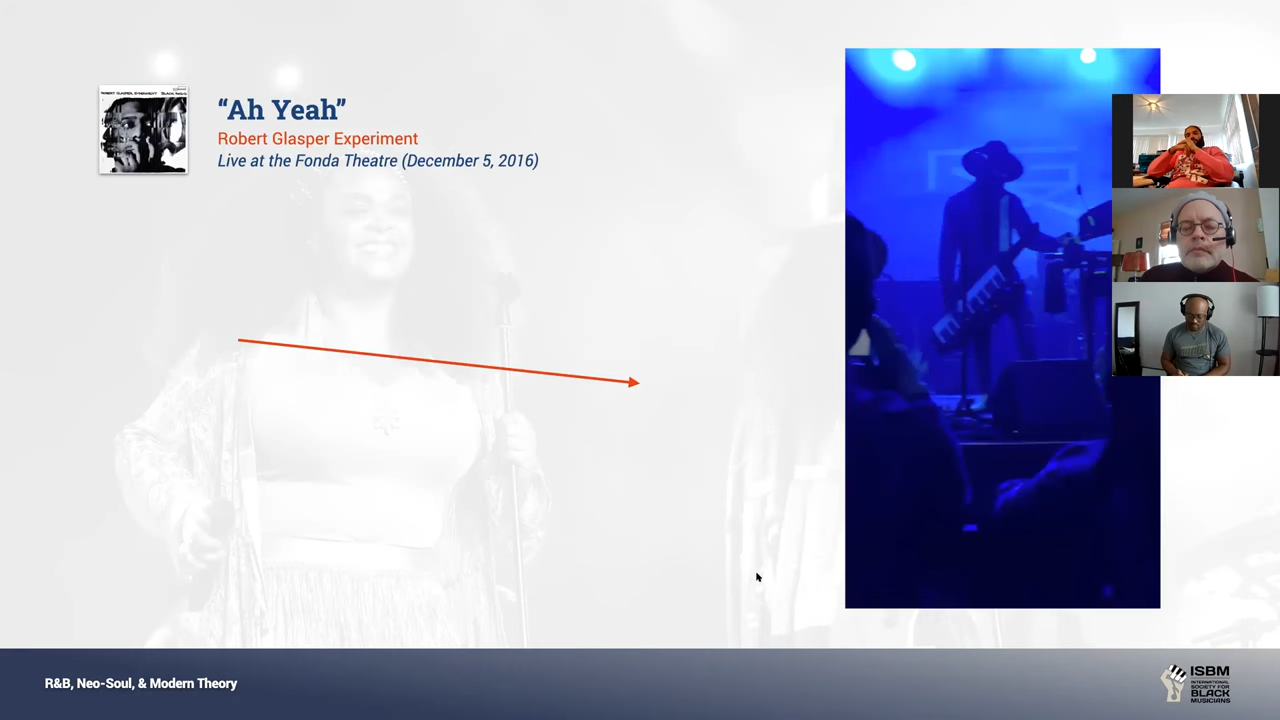 “Ah Yeah”
Robert Glasper Experiment
Live at the Fonda Theatre (December 5, 2016)
R&B, Neo-Soul, & Modern Theory
ISBM
INTERNATIONAL
SOCIETY FOR
BLACK
MUSICIANS